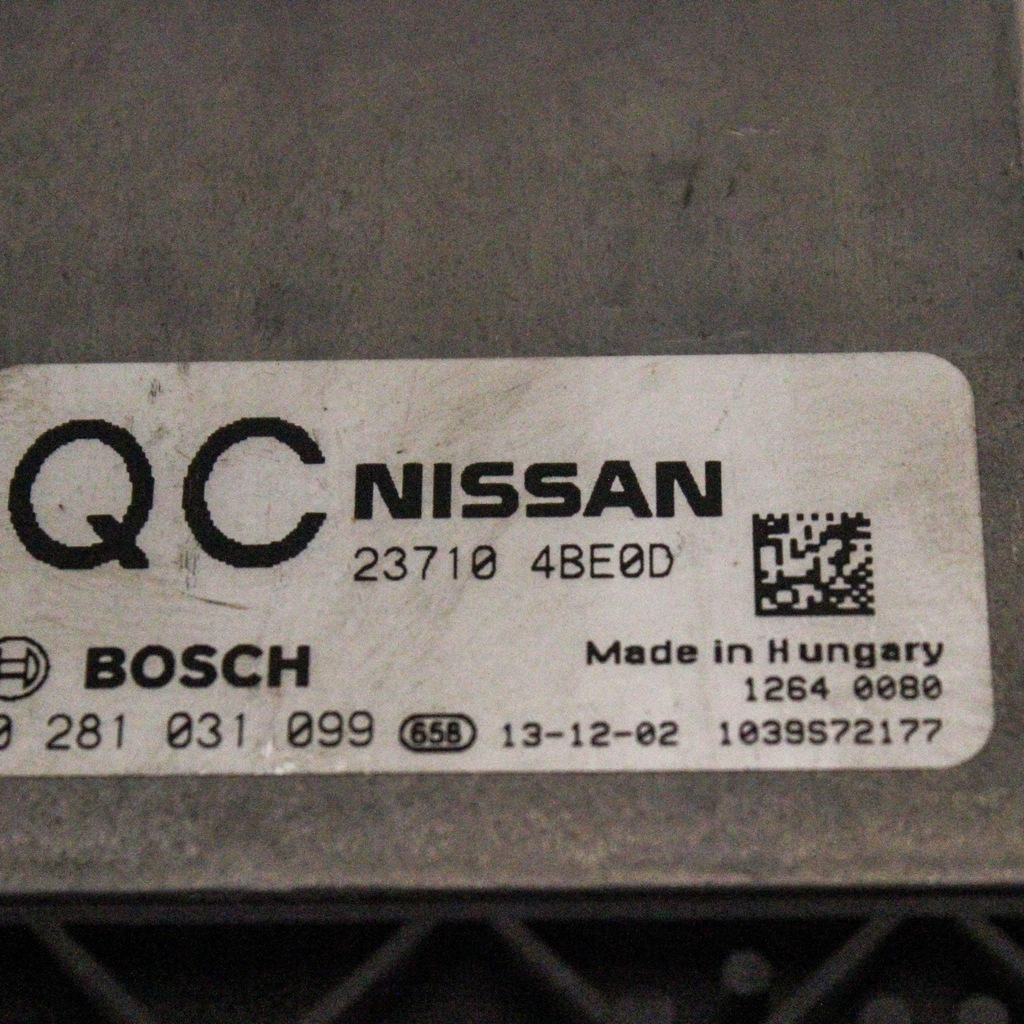 QC NISSAN
23710 4BE0D
BOSCH
Made in Hungary
1264 0080
0 281 031 099 658 13-12-02 1039S72177